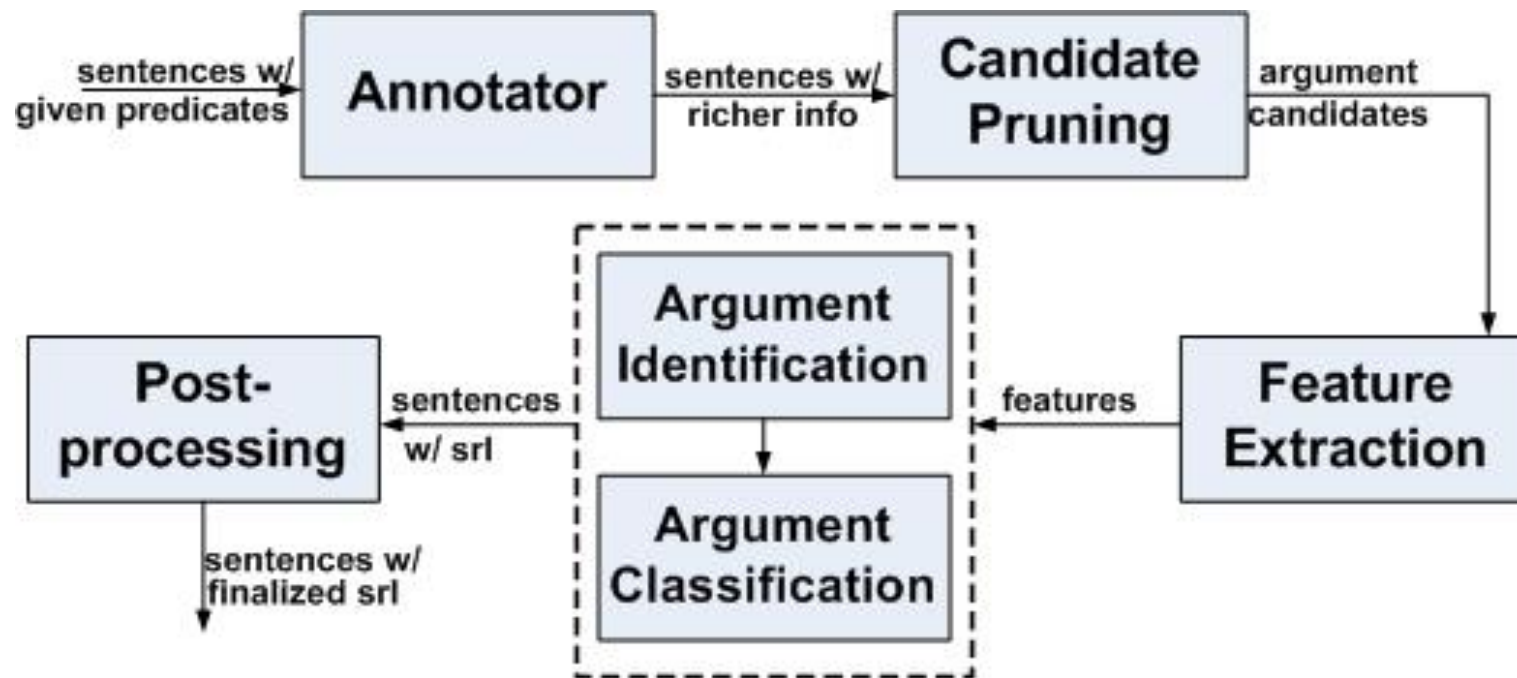 sentences w/
given predicates
Annotator
sentences w/
richer info
Candidate
Pruning
argument
candidates
Feature
Extraction
features
Argument
Identification
Argument
Classification
sentences
w/ srl
Post-
processing
sentences w/
finalized srl